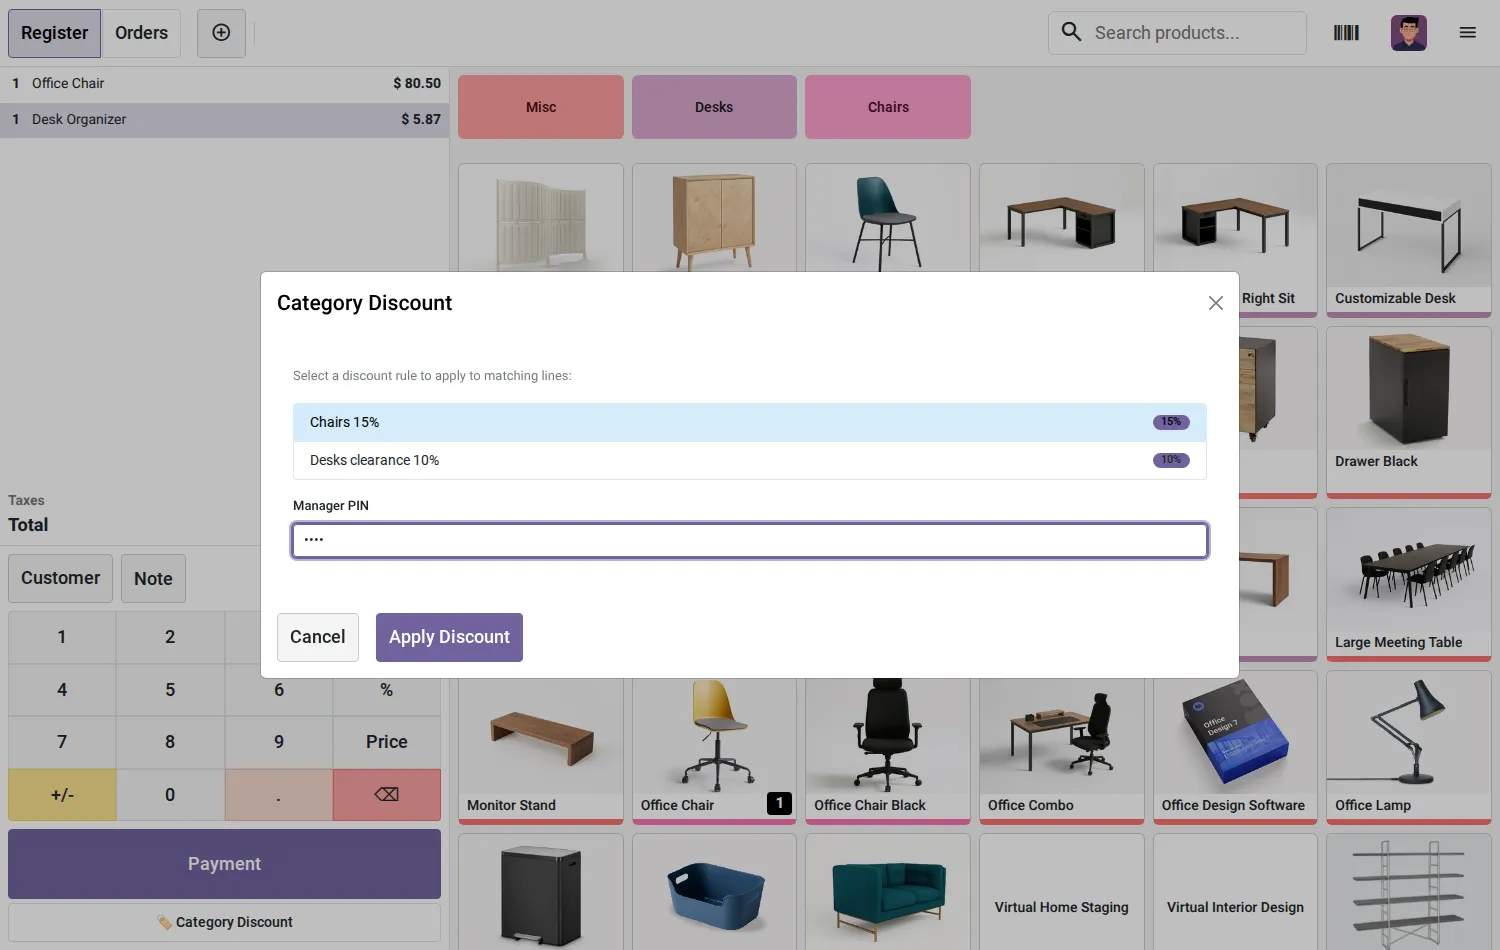 Register
Orders
Search products...
1 Office Chair $ 80.50
1 Desk Organizer $ 5.87
Misc
Desks
Chairs
Right Sit
Customizable Desk
Category Discount
Select a discount rule to apply to matching lines:
Chairs 15% 15%
Desks clearance 10% 10%
Manager PIN
••••
Cancel
Apply Discount
Drawer Black
Large Meeting Table
Taxes
Total
Customer
Note
1 2
4 5 6 %
7 8 9 Price
+/- 0 . ⌫
Payment
🏷️ Category Discount
Office
Design 7
Monitor Stand
Office Chair
1
Office Chair Black
Office Combo
Office Design Software
Office Lamp
Virtual Home Staging
Virtual Interior Design